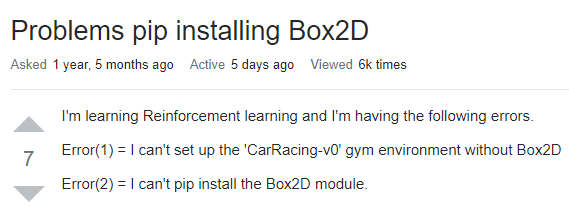 Problems pip installing Box2D
Asked 1 year, 5 months ago Active 5 days ago Viewed 6k times
I'm learning Reinforcement learning and I'm having the following errors.
7
Error(1) = I can't set up the 'CarRacing-v0' gym environment without Box2D
Error(2) = I can't pip install the Box2D module.